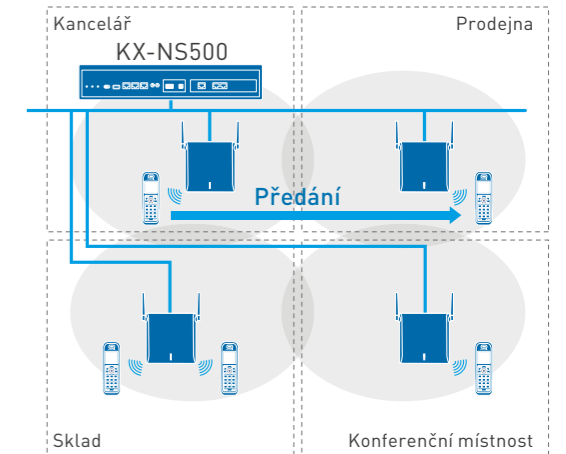 Kancelář
Prodejna
KX-NS500
Předání
Sklad
Konferenční místnost